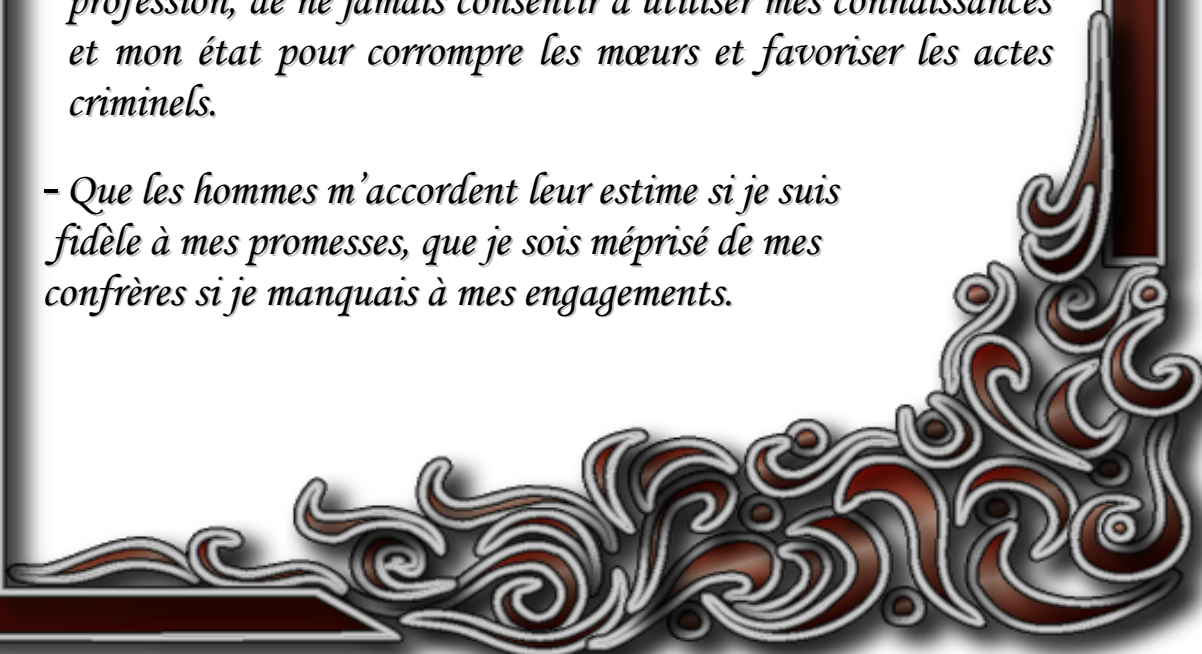 profession, de ne jamais consentir à utiliser mes connaissances
et mon état pour corrompre les mœurs et favoriser les actes
criminels.
- Que les hommes m’accordent leur estime si je suis
fidèle à mes promesses, que je sois méprisé de mes
confrères si je manquais à mes engagements.